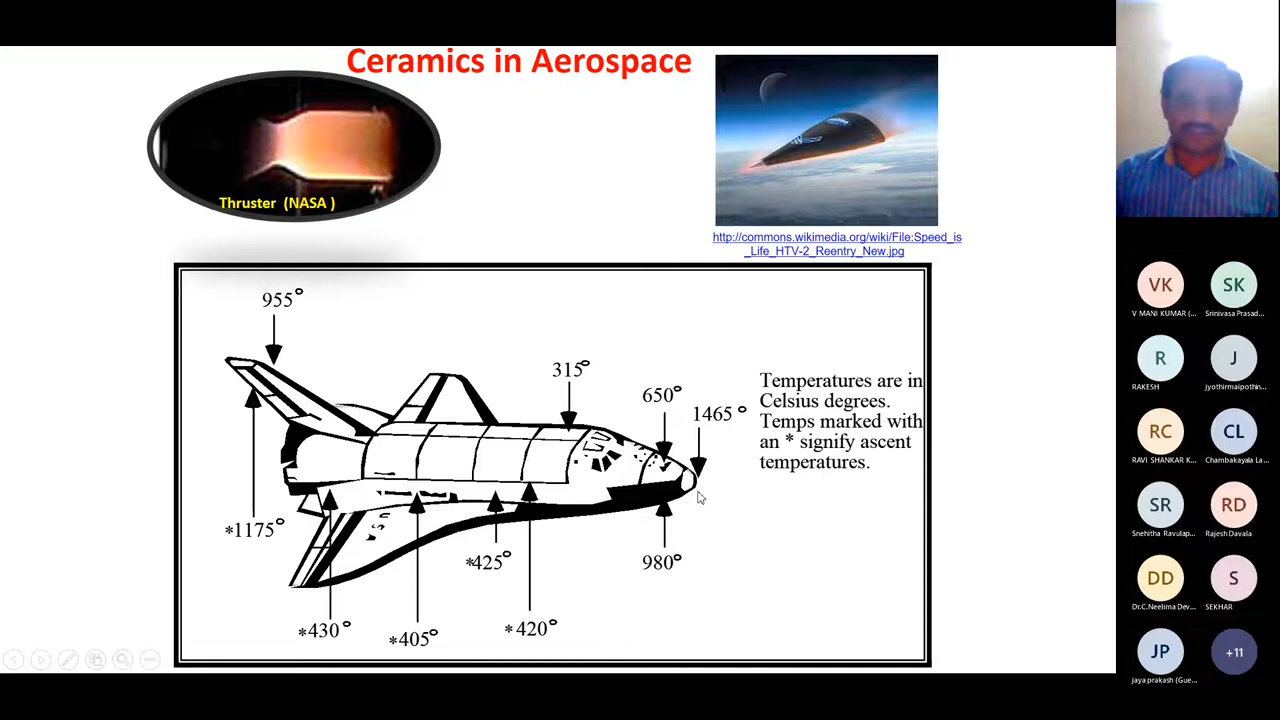 Ceramics in Aerospace
Thruster (NASA )
http://commons.wikimedia.org/wiki/File:Speed_is
_Life_HTV-2_Reentry_New.jpg
955°
315°
650°
1465 °
Temperatures are in
Celsius degrees.
Temps marked with
an * signify ascent
temperatures.
*1175°
*425°
980°
*430°
*405°
*420°
USA
VK
V MANI KUMAR (...
SK
Srinivasa Prasad...
R
RAKESH
J
jyothirmaipothin...
RC
RAVI SHANKAR K...
CL
Chambakayala La...
SR
Snehitha Ravulap...
RD
Rajesh Davala
DD
Dr.C.Neelima Dev...
S
SEKHAR
JP
jaya prakash (Gue...
+11